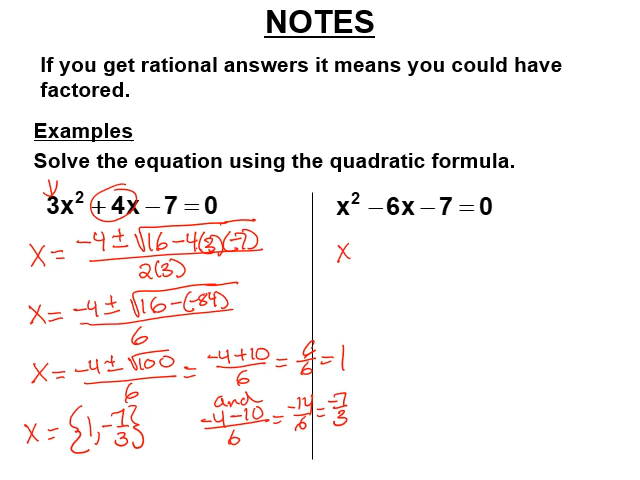 NOTES
If you get rational answers it means you could have
factored.
Examples
Solve the equation using the quadratic formula.
3x² + 4x − 7 = 0
x = (-4 ± √(16 - 4(3)(-7))) / 2(3)
x = (-4 ± √(16 - (-84))) / 6
x = (-4 ± √100) / 6 = (-4 + 10) / 6 = 6/6 = 1
and
(-4 - 10) / 6 = -14/6 = -7/3
x = {1, -7/3}
x² − 6x − 7 = 0
x